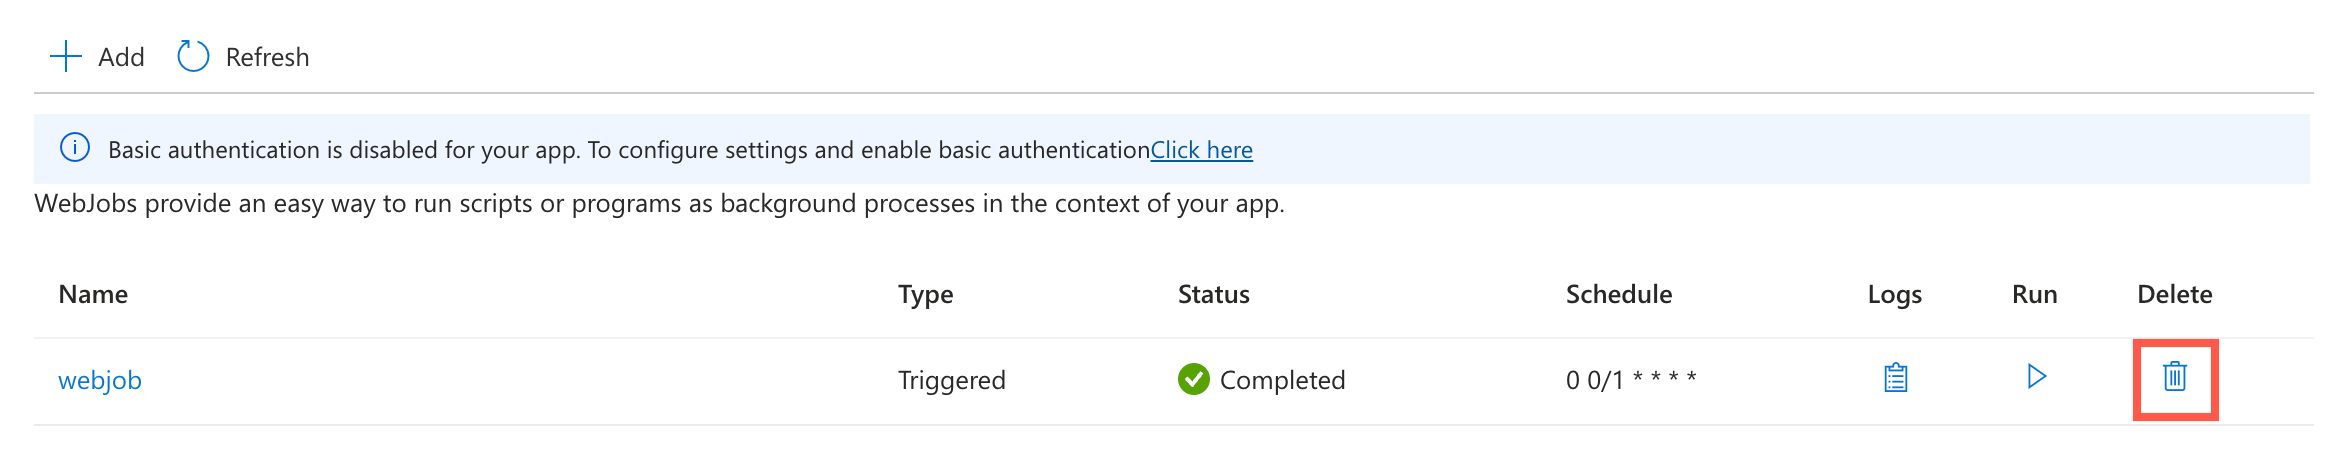 Add Refresh
Basic authentication is disabled for your app. To configure settings and enable basic authenticationClick here
WebJobs provide an easy way to run scripts or programs as background processes in the context of your app.
Name Type Status Schedule Logs Run Delete
webjob Triggered Completed 0 0/1 * * * *